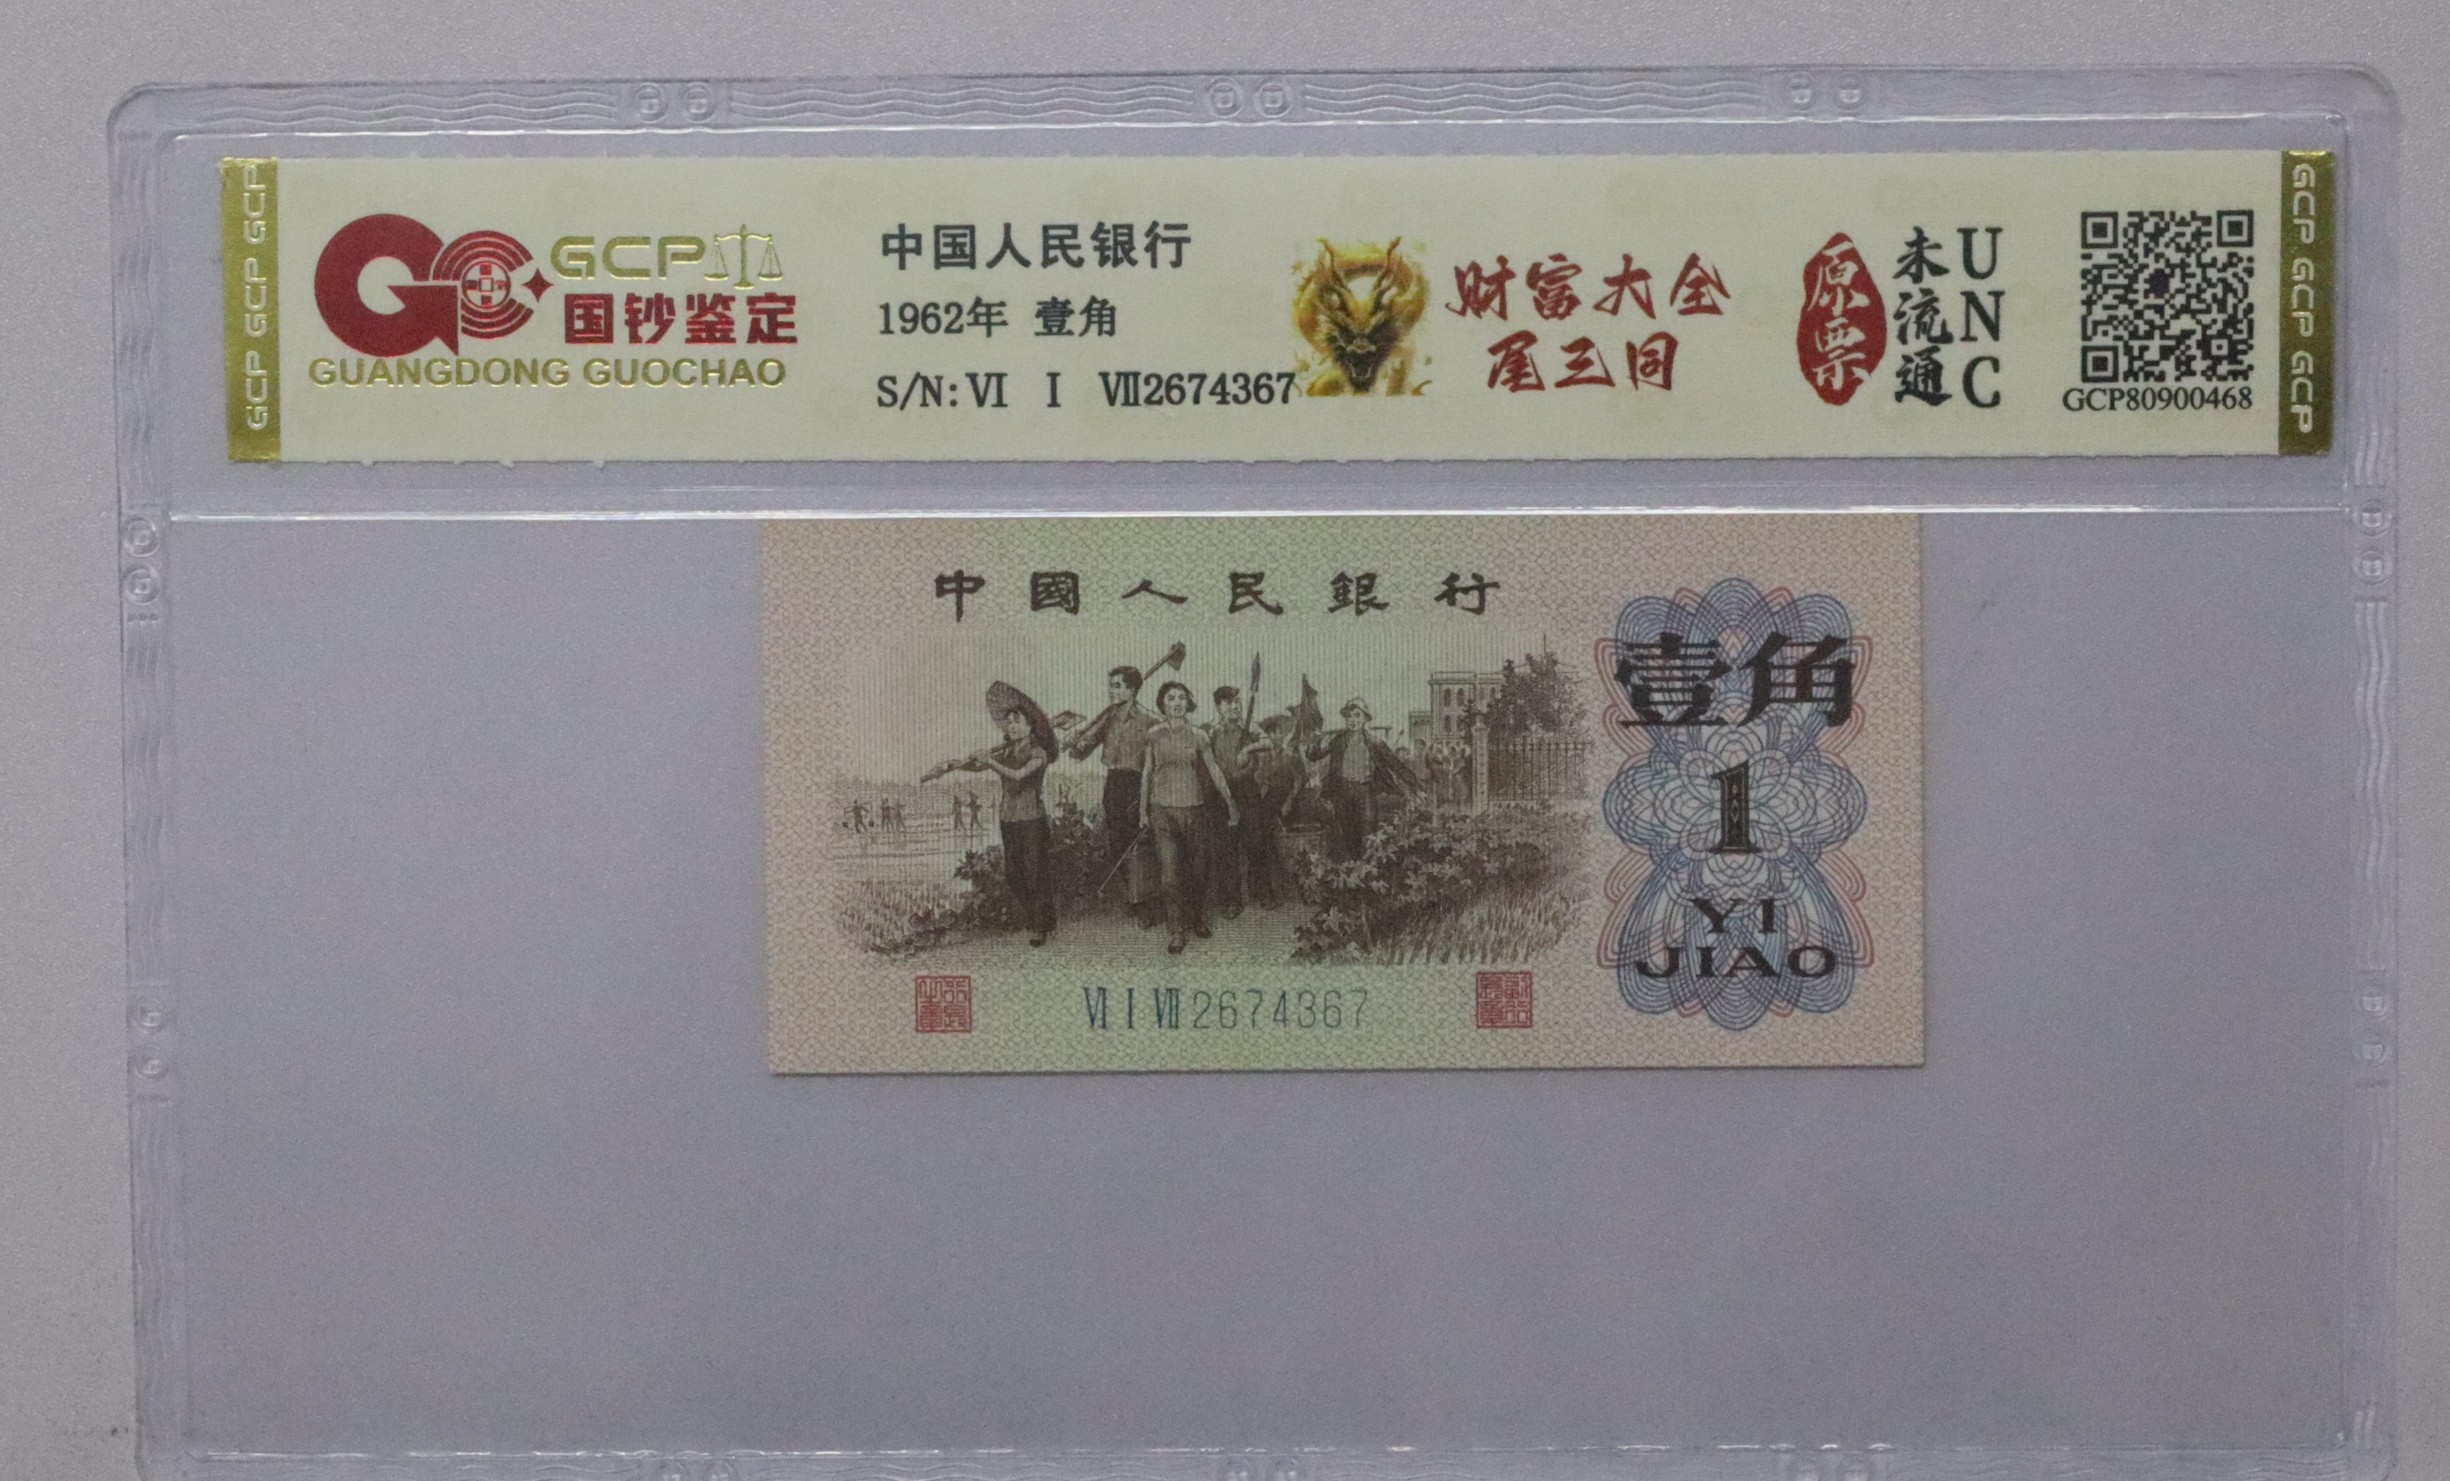 GCP GCP GCP
GCP
国钞鉴定
GUANGDONG GUOCHAO
中国人民银行
1962年 壹角
S/N: Ⅵ Ⅰ Ⅶ2674367
财富大全
尾三同
原票
未流通
UNC
GCP80900468
GCP GCP GCP
中國人民銀行
壹角
1
YI
JIAO
Ⅵ Ⅰ Ⅶ 2674367